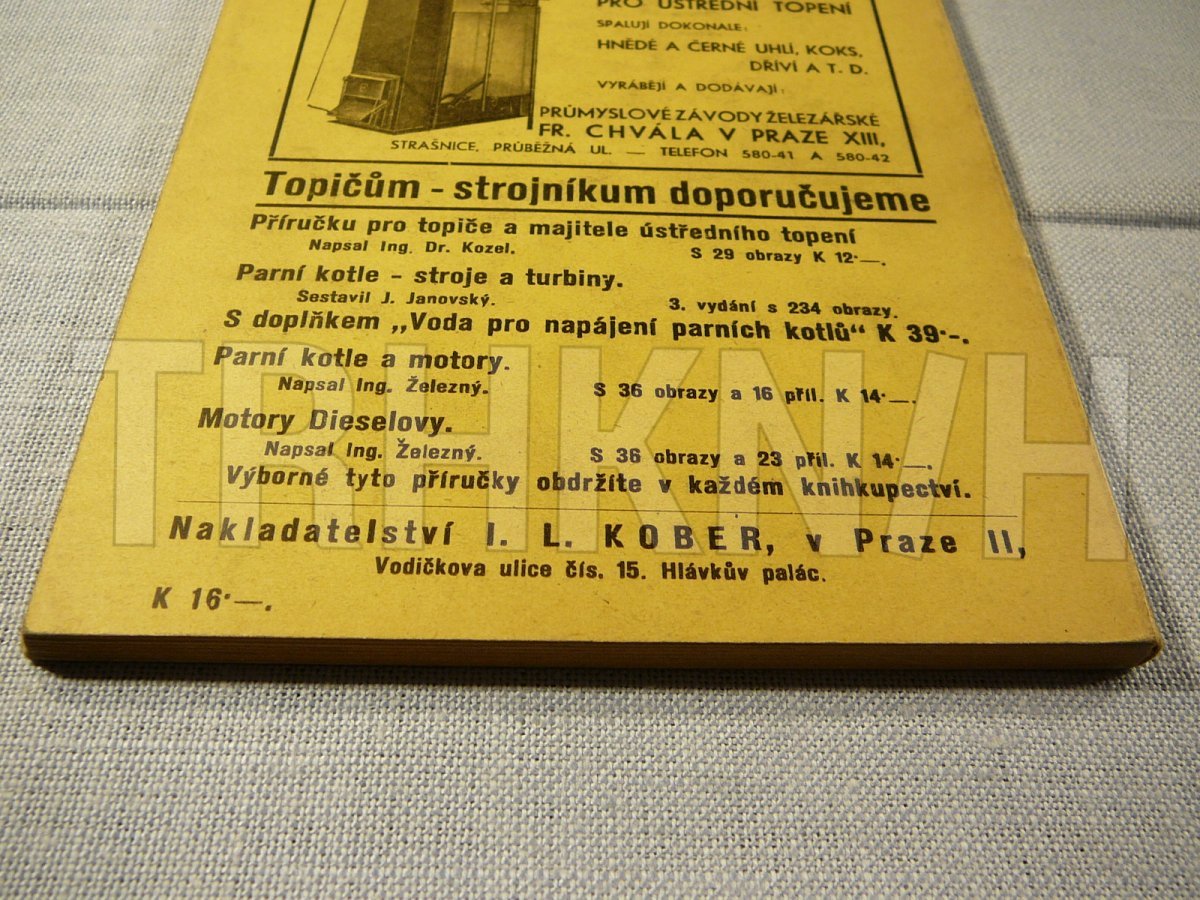 PRO ÚSTŘEDNÍ TOPENÍ
SPALUJÍ DOKONALE:
HNĚDÉ A ČERNÉ UHLÍ, KOKS,
DŘÍVÍ A T. D.
VYRÁBĚJÍ A DODÁVAJÍ:
PRŮMYSLOVÉ ZÁVODY ŽELEZÁŘSKÉ
FR. CHVÁLA V PRAZE XIII,
STRAŠNICE, PRŮBĚŽNÁ UL. — TELEFON 580-41 A 580-42
Topičům - strojníkum doporučujeme
Příručku pro topiče a majitele ústředního topení
Napsal Ing. Dr. Kozel. S 29 obrazy K 12·—.
Parní kotle - stroje a turbiny.
Sestavil J. Janovský. 3. vydání s 234 obrazy.
S doplňkem „Voda pro napájení parních kotlů“ K 39·-.
Parní kotle a motory.
Napsal Ing. Železný. S 36 obrazy a 16 příl. K 14·—.
Motory Dieselovy.
Napsal Ing. Železný. S 36 obrazy a 23 příl. K 14·—.
Výborné tyto příručky obdržíte v každém knihkupectví.
Nakladatelství I. L. KOBER, v Praze II,
Vodičkova ulice čís. 15. Hlávkův palác.
K 16·—.
TRHKNIH